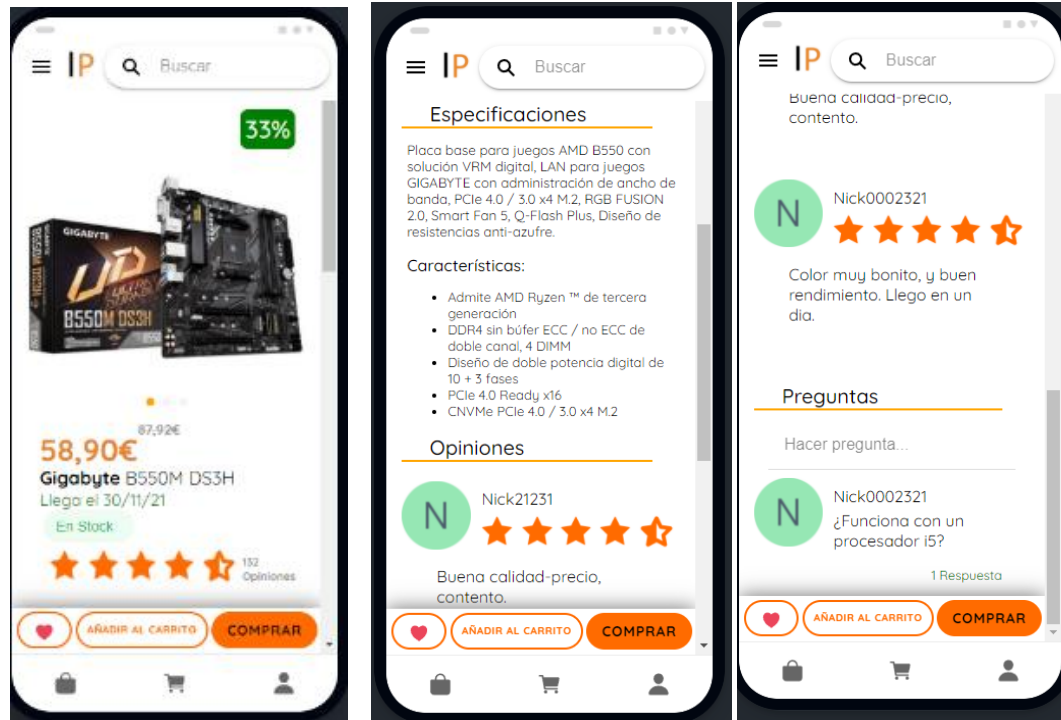 IP
Buscar
33%
GIGABYTE
UD
B550M DS3H
87,92€
58,90€
Gigabyte B550M DS3H
Llega el 30/11/21
En Stock
132
Opiniones
AÑADIR AL CARRITO
COMPRAR
IP
Buscar
Especificaciones
Placa base para juegos AMD B550 con
solución VRM digital, LAN para juegos
GIGABYTE con administración de ancho de
banda, PCIe 4.0 / 3.0 x4 M.2, RGB FUSION
2.0, Smart Fan 5, Q-Flash Plus, Diseño de
resistencias anti-azufre.
Características:
Admite AMD Ryzen ™ de tercera
generación
DDR4 sin búfer ECC / no ECC de
doble canal, 4 DIMM
Diseño de doble potencia digital de
10 + 3 fases
PCIe 4.0 Ready x16
CNVMe PCIe 4.0 / 3.0 x4 M.2
Opiniones
N
Nick21231
Buena calidad-precio,
contento.
AÑADIR AL CARRITO
COMPRAR
IP
Buscar
Buena calidad-precio,
contento.
N
Nick0002321
Color muy bonito, y buen
rendimiento. Llego en un
dia.
Preguntas
Hacer pregunta...
N
Nick0002321
¿Funciona con un
procesador i5?
1 Respuesta
AÑADIR AL CARRITO
COMPRAR